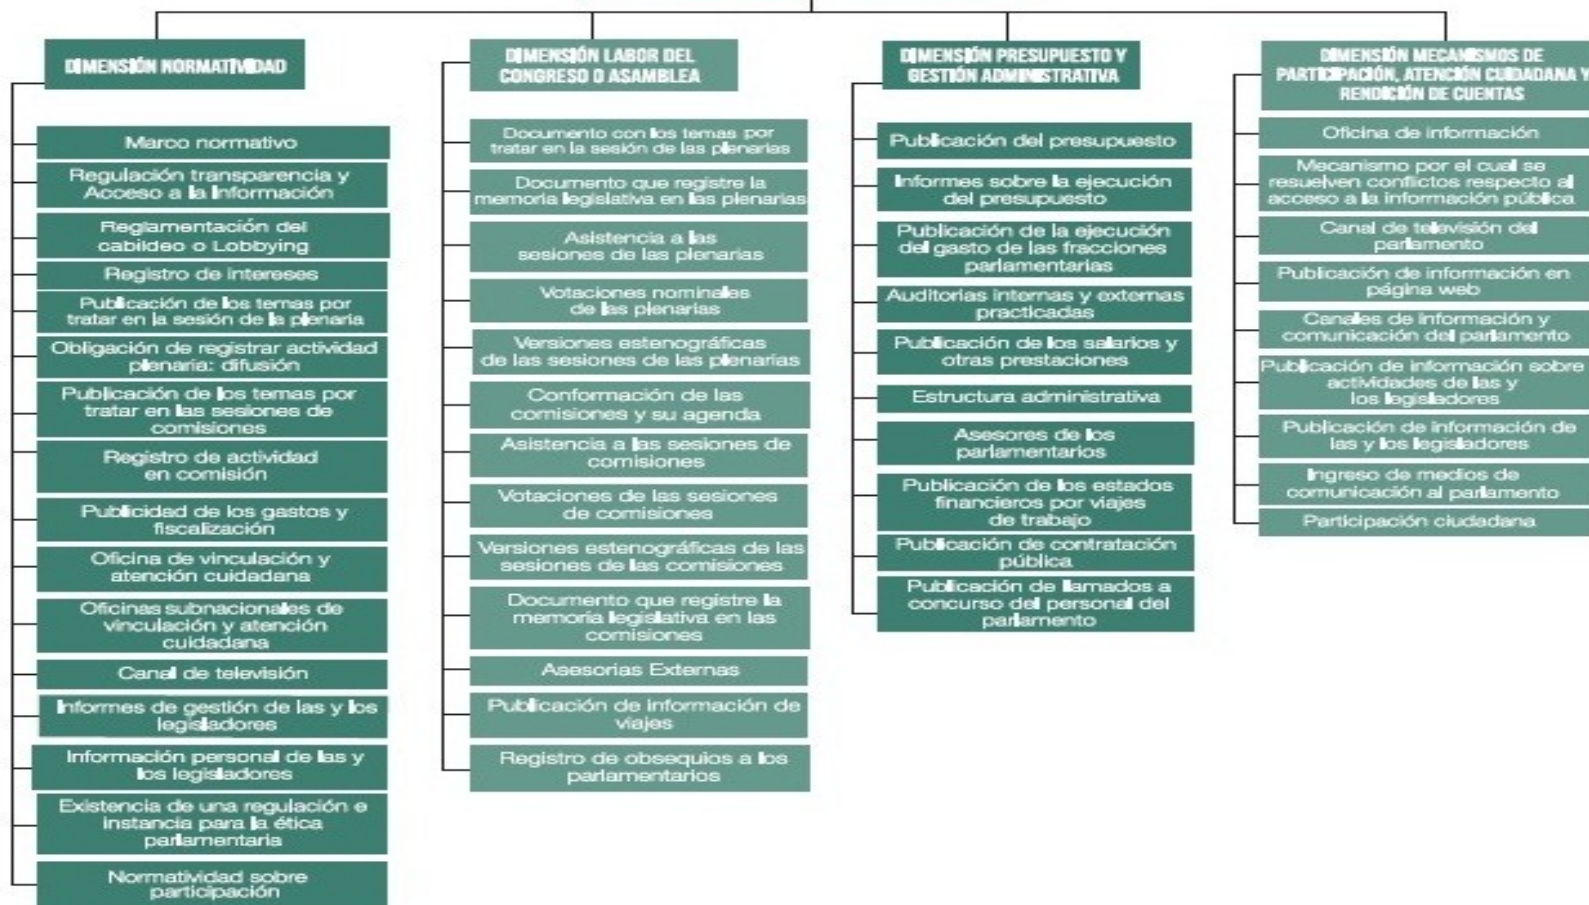 DIMENSIÓN NORMATIVIDAD
Marco normativo
Regulación transparencia y
Acceso a la Información
Reglamentación del
cabildeo o Lobbying
Registro de intereses
Publicación de los temas por
tratar en la sesión de la plenaria
Obligación de registrar actividad
plenaria: difusión
Publicación de los temas por
tratar en las sesiones de
comisiones
Registro de actividad
en comisión
Publicidad de los gastos y
fiscalización
Oficina de vinculación y
atención cuidadana
Oficinas subnacionales de
vinculación y atención
cuidadana
Canal de televisión
Informes de gestión de las y los
legisladores
Información personal de las y
los legisladores
Existencia de una regulación e
instancia para la ética
parlamentaria
Normatividad sobre
participación
DIMENSIÓN LABOR DEL
CONGRESO O ASAMBLEA
Documento con los temas por
tratar en la sesión de las plenarias
Documento que registre la
memoria legislativa en las plenarias
Asistencia a las
sesiones de las plenarias
Votaciones nominales
de las plenarias
Versiones estenográficas
de las sesiones de las plenarias
Conformación de las
comisiones y su agenda
Asistencia a las sesiones de
comisiones
Votaciones de las sesiones
de comisiones
Versiones estenográficas de las
sesiones de las comisiones
Documento que registre la
memoria legislativa en las
comisiones
Asesorias Externas
Publicación de información de
viajes
Registro de obsequios a los
parlamentarios
DIMENSIÓN PRESUPUESTO Y
GESTIÓN ADMINISTRATIVA
Publicación del presupuesto
Informes sobre la ejecución
del presupuesto
Publicación de la ejecución
del gasto de las fracciones
parlamentarias
Auditorias internas y externas
practicadas
Publicación de los salarios y
otras prestaciones
Estructura administrativa
Asesores de los
parlamentarios
Publicación de los estados
financieros por viajes
de trabajo
Publicación de contratación
pública
Publicación de llamados a
concurso del personal del
parlamento
DIMENSIÓN MECANISMOS DE
PARTICIPACIÓN, ATENCIÓN CUIDADANA Y
RENDICIÓN DE CUENTAS
Oficina de información
Mecanismo por el cual se
resuelven conflictos respecto al
acceso a la información pública
Canal de televisión del
parlamento
Publicación de información en
página web
Canales de información y
comunicación del parlamento
Publicación de información sobre
actividades de las y
los legisladores
Publicación de información de
las y los legisladores
Ingreso de medios de
comunicación al parlamento
Participación ciudadana